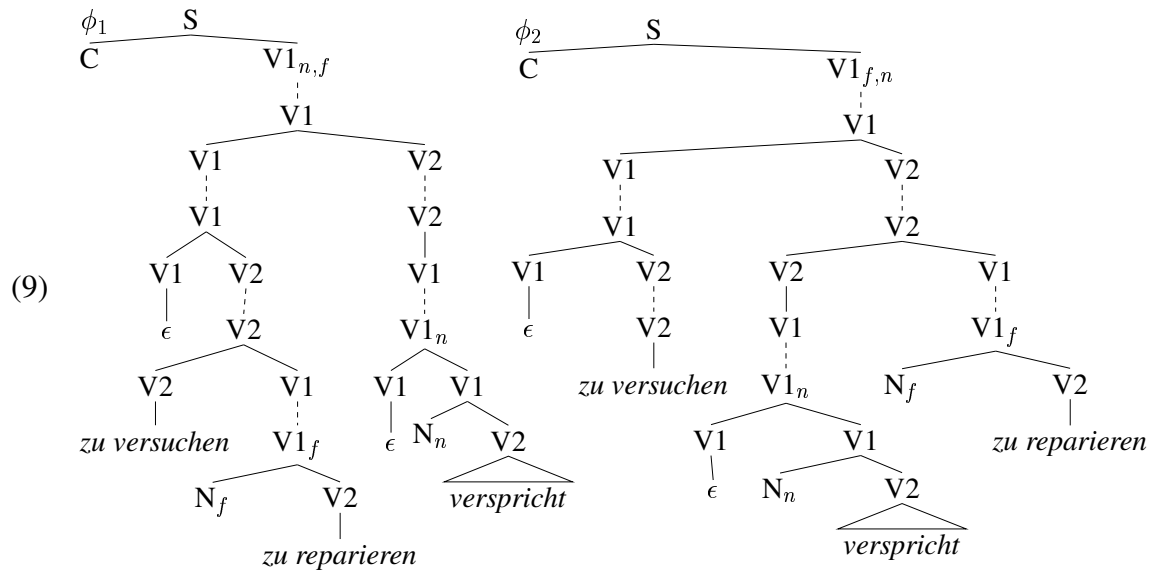 ϕ₁ S ϕ₂ S
C V1ₙ,f C V1f,ₙ
V1 V1
V1 V2 V1 V2
V1 V2 V1 V2
(9) V1 V2 V1 V1 V2 V2 V1
ϵ V2 V1ₙ ϵ V2 V1 V1f
V2 V1 V1 V1 zu versuchen V1ₙ Nf V2
zu versuchen V1f ϵ Nₙ V2 V1 V1 zu reparieren
Nf V2 verspricht ϵ Nₙ V2
zu reparieren verspricht